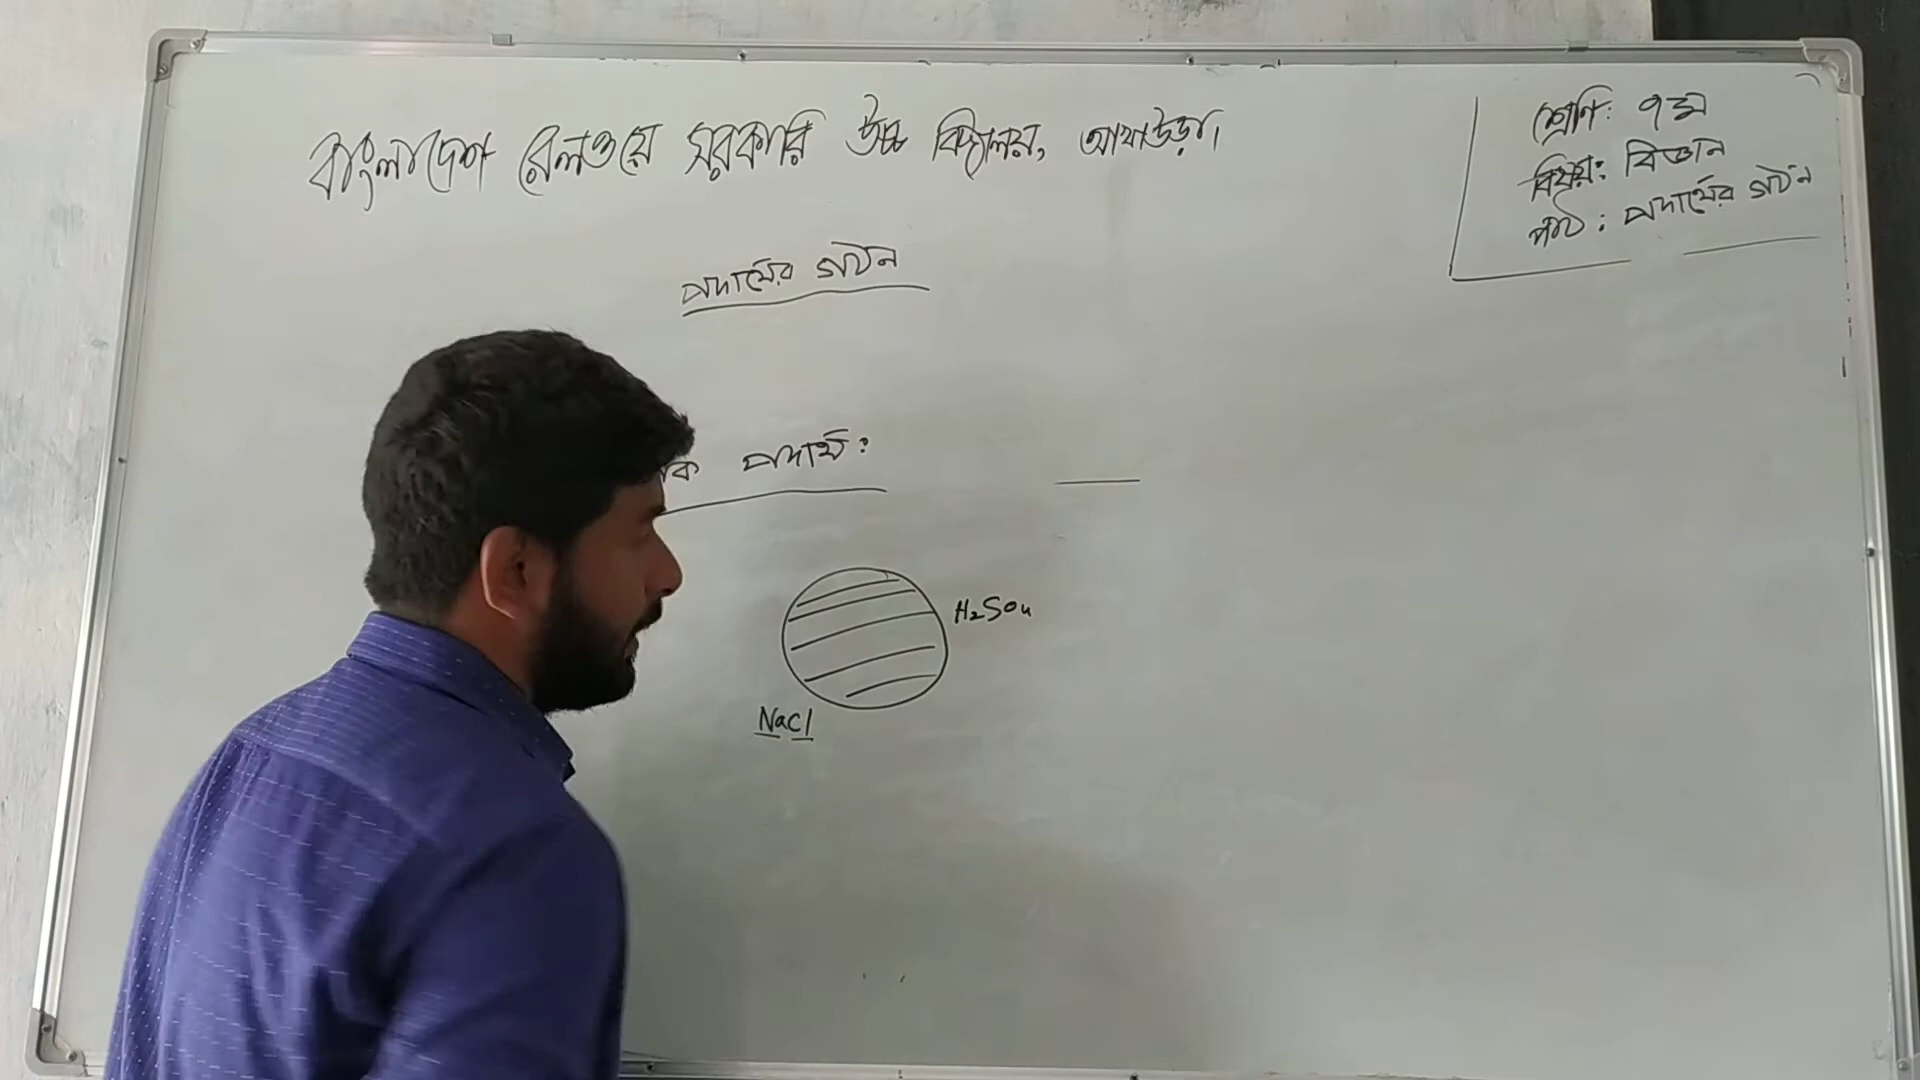 বাংলাদেশ রেলওয়ে সরকারি উচ্চ বিদ্যালয়, আখাউড়া।
শ্রেণি: ৭ম
বিষয়: বিজ্ঞান
পাঠ: পদার্থের গঠন
পদার্থের গঠন
ক পদার্থ:
H₂SO₄
NaCl